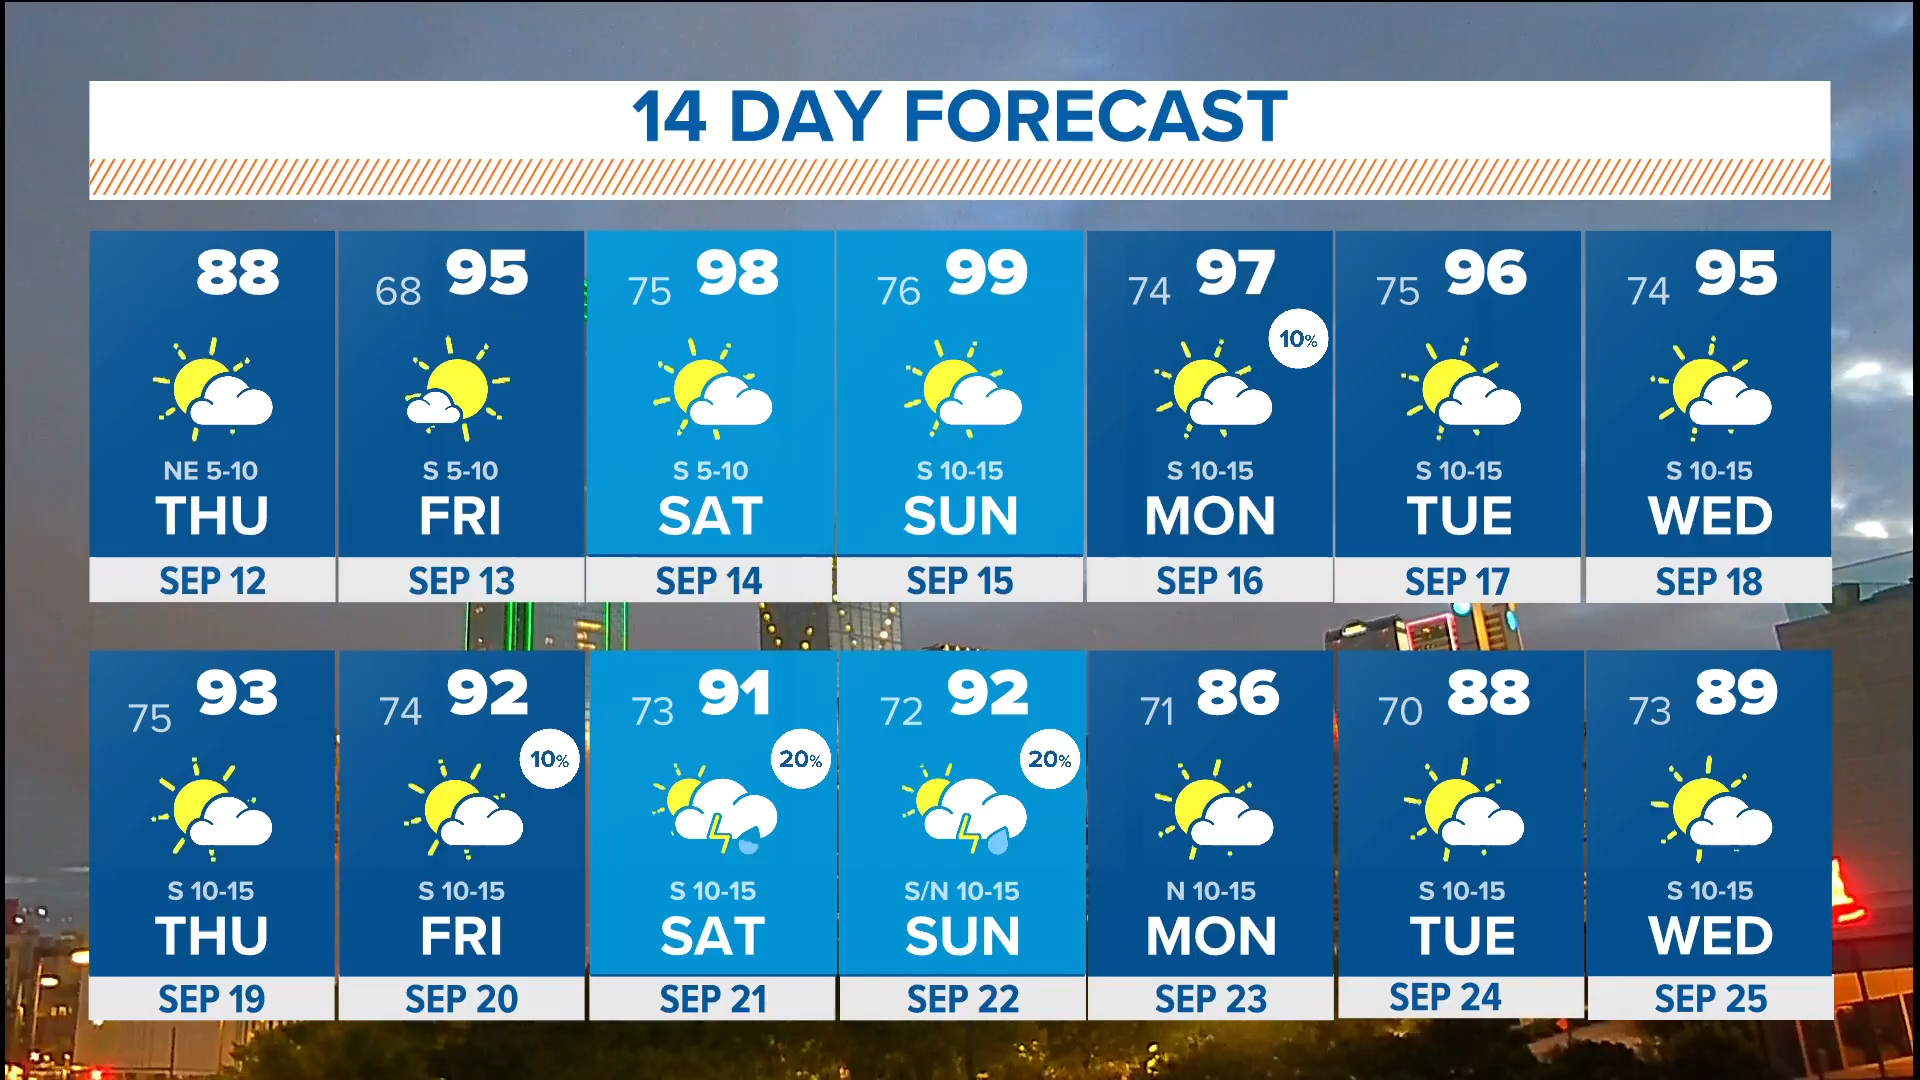 14 DAY FORECAST
88
NE 5-10
THU
SEP 12
68 95
S 5-10
FRI
SEP 13
75 98
S 5-10
SAT
SEP 14
76 99
S 10-15
SUN
SEP 15
74 97
10%
S 10-15
MON
SEP 16
75 96
S 10-15
TUE
SEP 17
74 95
S 10-15
WED
SEP 18
75 93
S 10-15
THU
SEP 19
74 92
10%
S 10-15
FRI
SEP 20
73 91
20%
S 10-15
SAT
SEP 21
72 92
20%
S/N 10-15
SUN
SEP 22
71 86
N 10-15
MON
SEP 23
70 88
S 10-15
TUE
SEP 24
73 89
S 10-15
WED
SEP 25